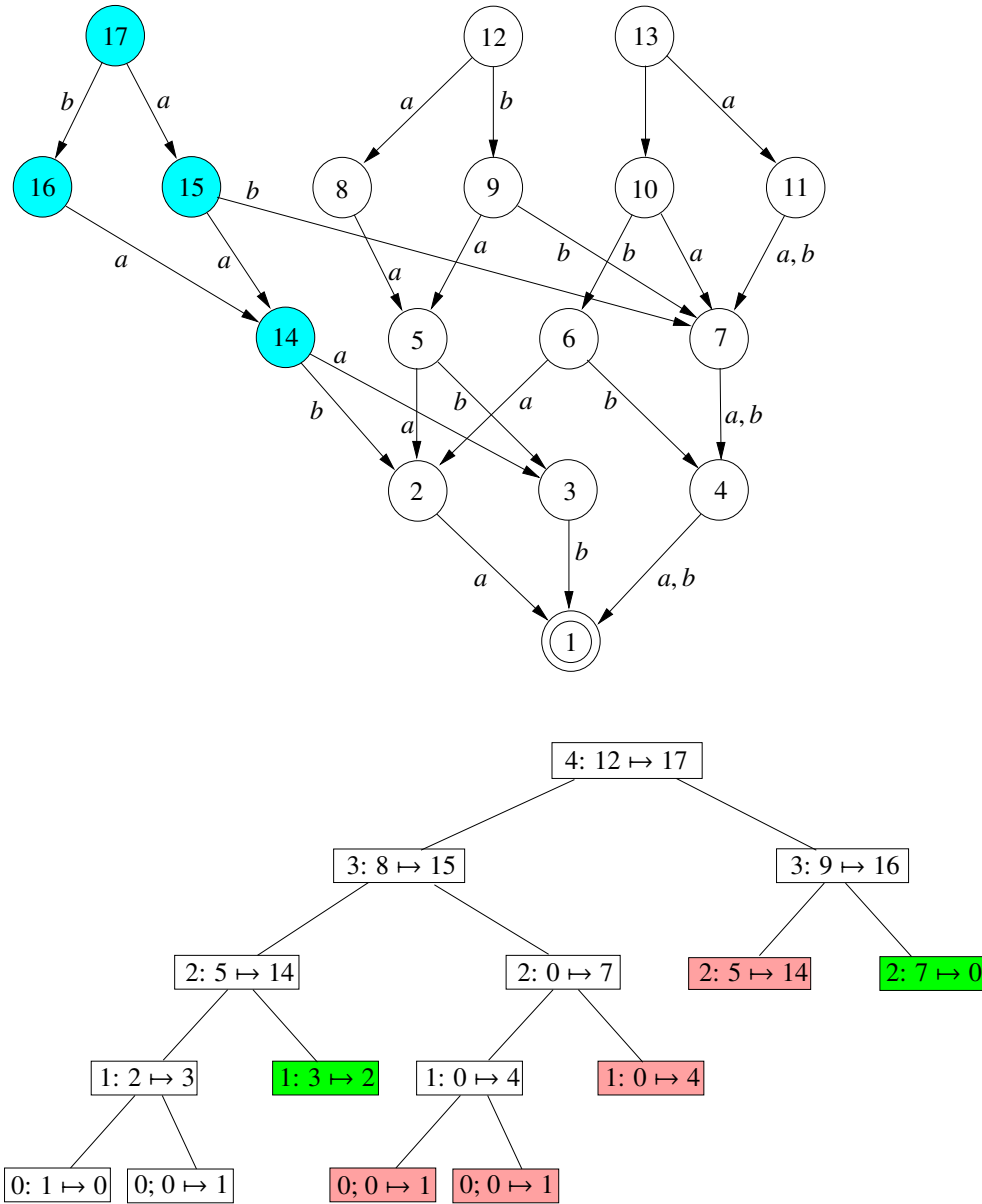 17 12 13
b a a b a
16 15 8 9 10 11
b
a a a a b b a a, b
14 5 6 7
a
b a b a b a, b
2 3 4
a b a, b
1
4: 12 ↦ 17
3: 8 ↦ 15 3: 9 ↦ 16
2: 5 ↦ 14 2: 0 ↦ 7 2: 5 ↦ 14 2: 7 ↦ 0
1: 2 ↦ 3 1: 3 ↦ 2 1: 0 ↦ 4 1: 0 ↦ 4
0: 1 ↦ 0 0; 0 ↦ 1 0; 0 ↦ 1 0; 0 ↦ 1